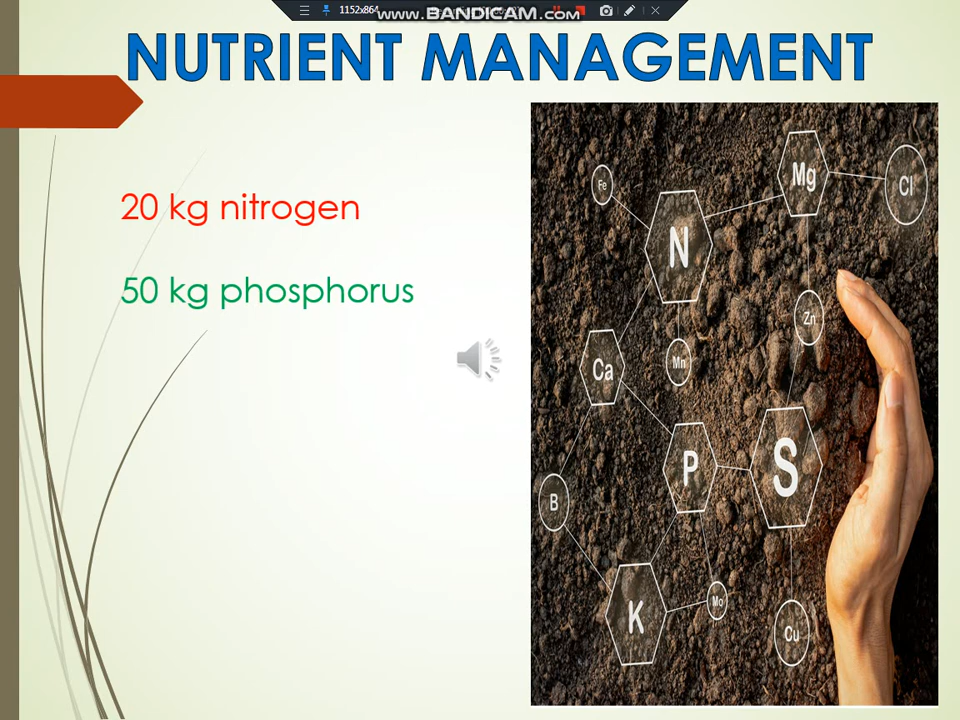 1152x864
www.BANDICAM.com
NUTRIENT MANAGEMENT
20 kg nitrogen
50 kg phosphorus
Fe
N
Mg
Cl
Ca
Mn
Zn
B
P
S
K
Mo
Cu